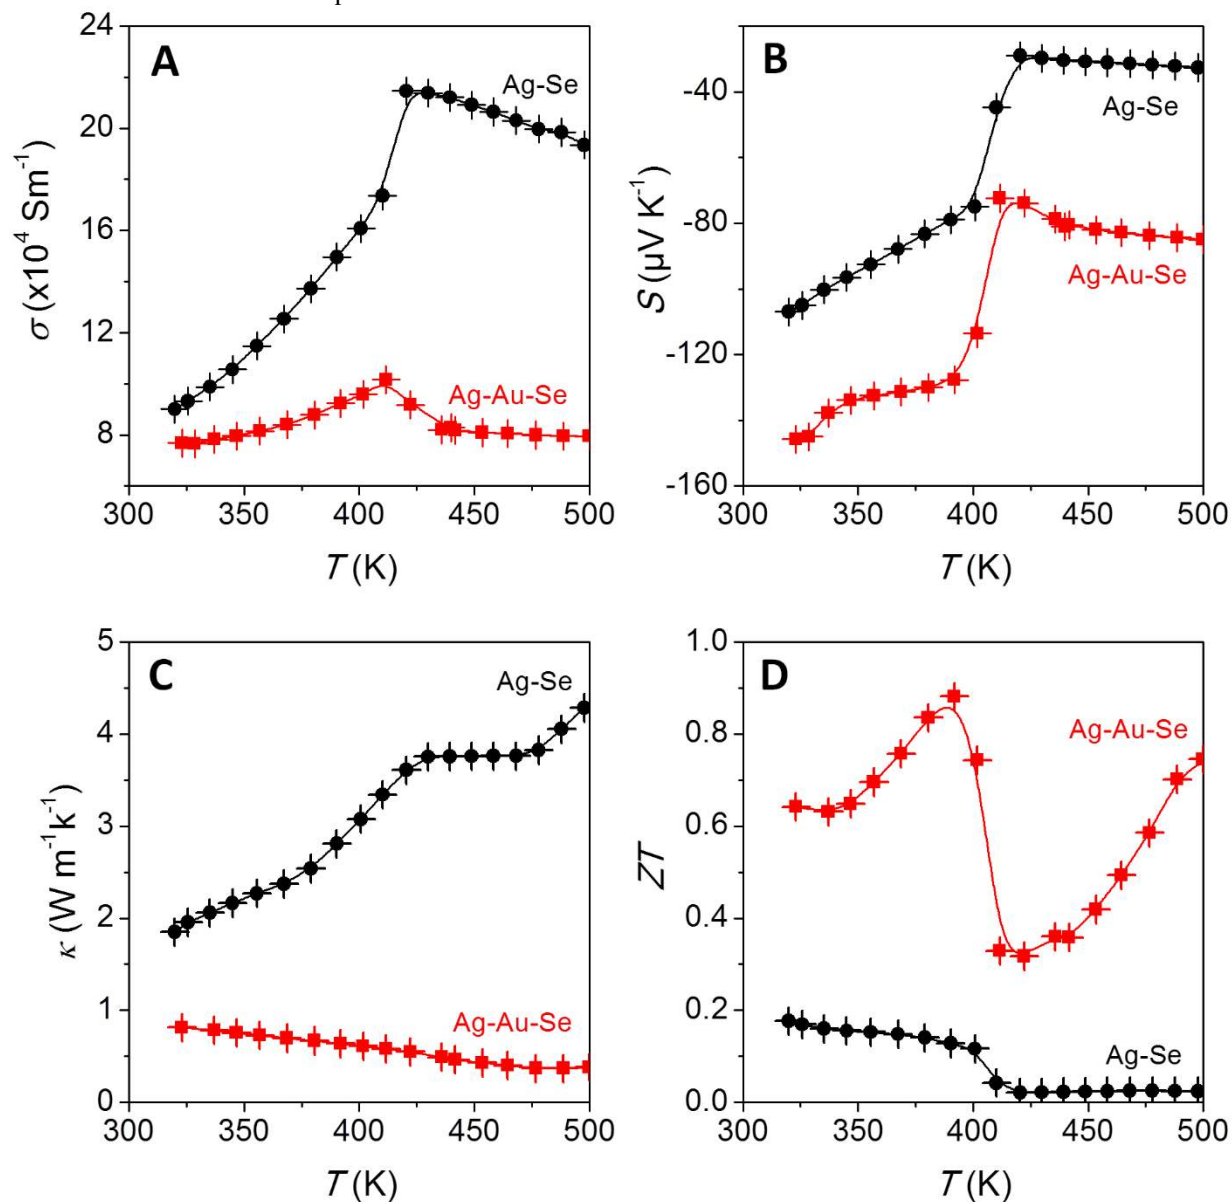 24
A
Ag-Se
20
16
12
Ag-Au-Se
8
300 350 400 450 500
σ (x10⁴ Sm⁻¹)
T (K)
B
-40
Ag-Se
-80
Ag-Au-Se
-120
-160
300 350 400 450 500
S (µV K⁻¹)
T (K)
5
C
Ag-Se
4
3
2
1
Ag-Au-Se
0
300 350 400 450 500
κ (W m⁻¹k⁻¹)
T (K)
1.0
D
0.8
Ag-Au-Se
0.6
0.4
0.2
Ag-Se
0.0
300 350 400 450 500
ZT
T (K)